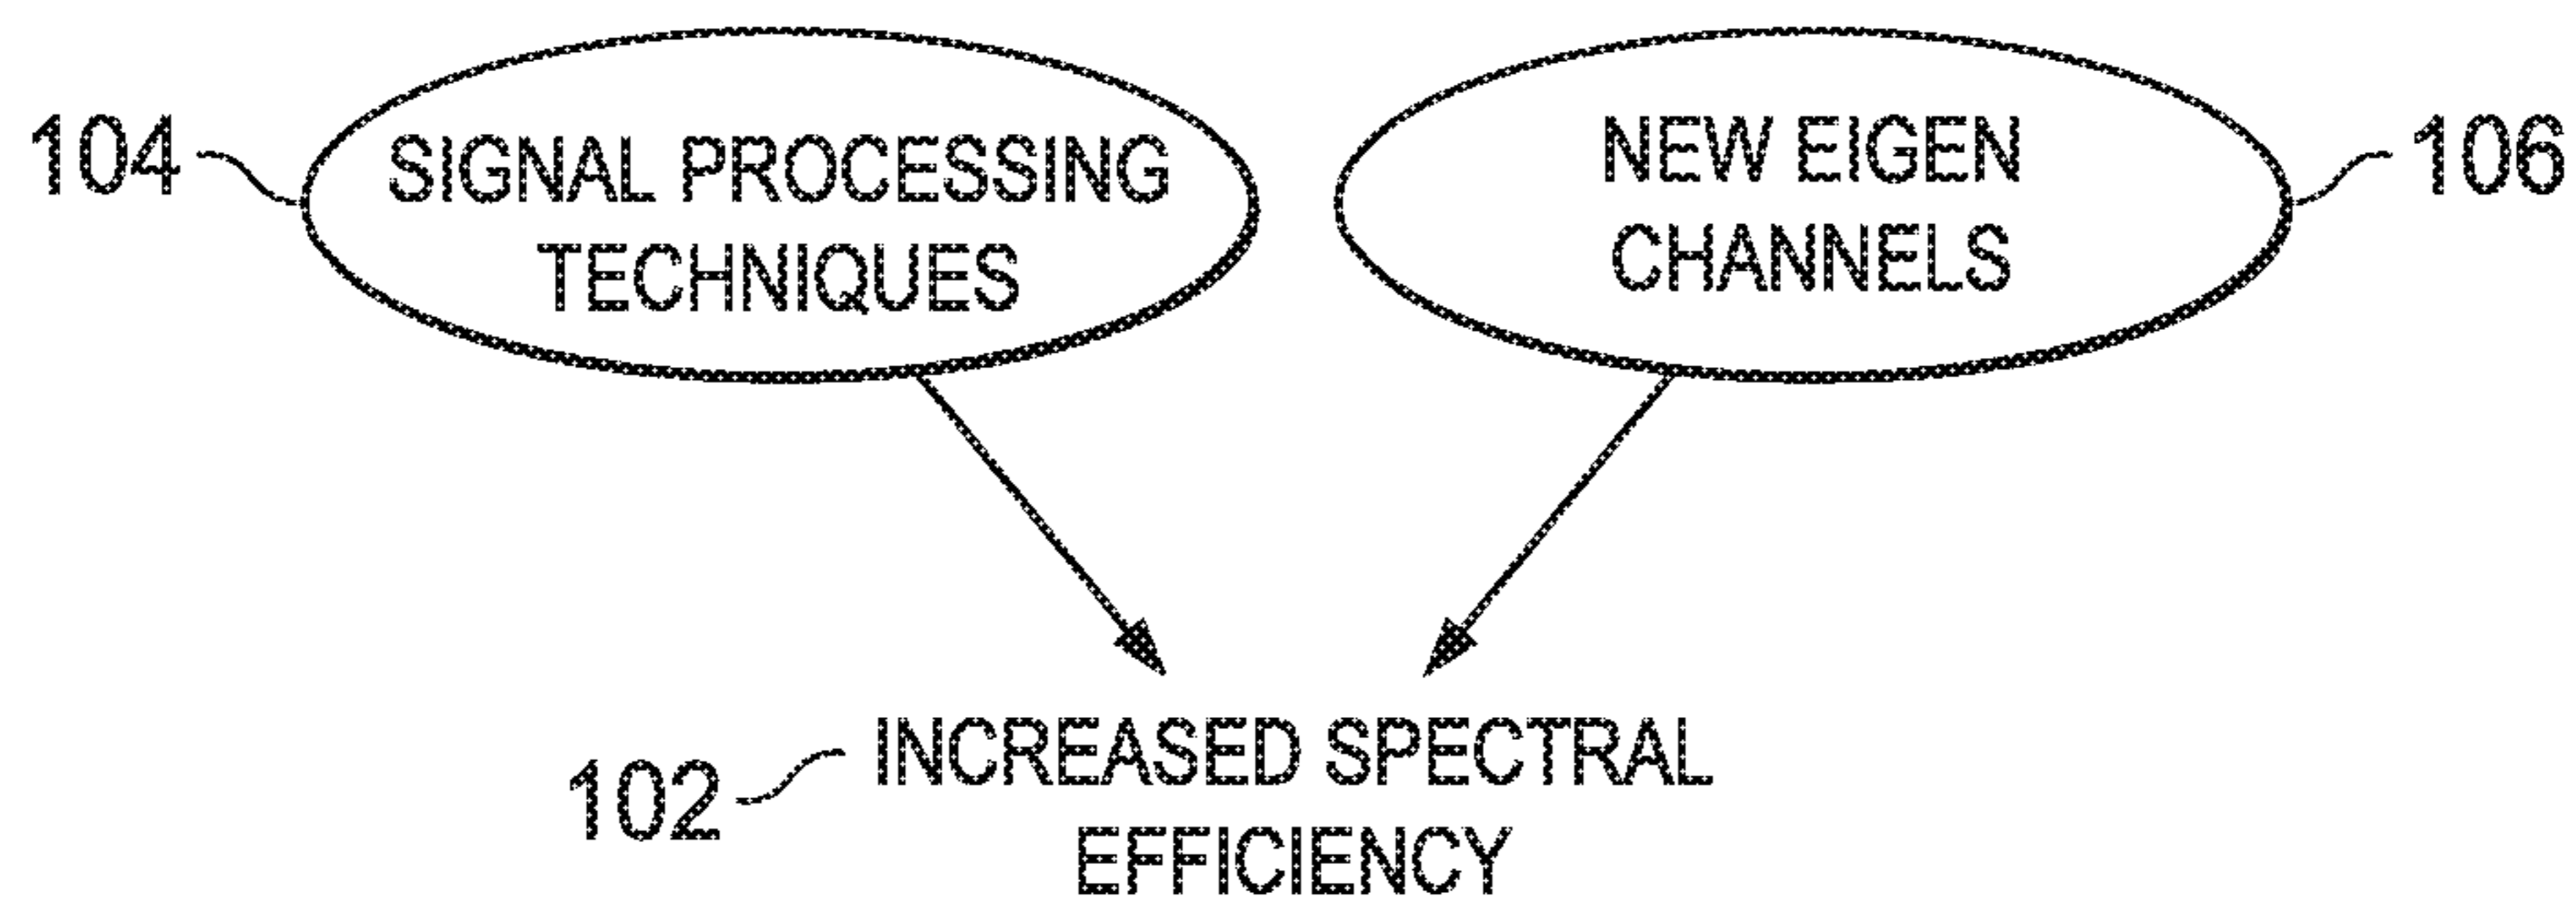 104
SIGNAL PROCESSING
TECHNIQUES
NEW EIGEN
CHANNELS
106
102
INCREASED SPECTRAL
EFFICIENCY